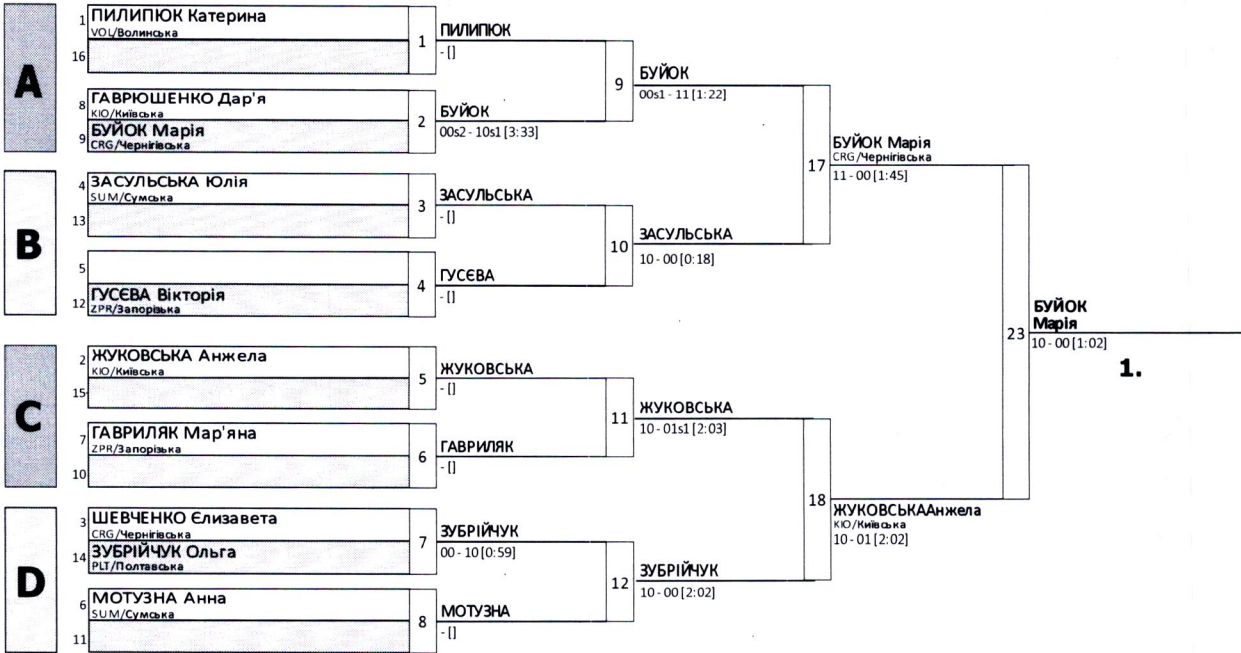 A
1 ПИЛИПЮК Катерина
VOL/Волинська
16
1
ПИЛИПЮК
- []
8 ГАВРЮШЕНКО Дар'я
КІО/Київська
9 БУЙОК Марія
CRG/Чернігівська
2
БУЙОК
00s2 - 10s1 [3:33]
9
БУЙОК
00s1 - 11 [1:22]
B
4 ЗАСУЛЬСЬКА Юлія
SUM/Сумська
13
3
ЗАСУЛЬСЬКА
- []
5
12 ГУСЄВА Вікторія
ZPR/Запорізька
4
ГУСЄВА
- []
10
ЗАСУЛЬСЬКА
10 - 00 [0:18]
17
БУЙОК Марія
CRG/Чернігівська
11 - 00 [1:45]
C
2 ЖУКОВСЬКА Анжела
КІО/Київська
15
5
ЖУКОВСЬКА
- []
7 ГАВРИЛЯК Мар'яна
ZPR/Запорізька
10
6
ГАВРИЛЯК
- []
11
ЖУКОВСЬКА
10 - 01s1 [2:03]
D
3 ШЕВЧЕНКО Єлизавета
CRG/Чернігівська
14 ЗУБРІЙЧУК Ольга
PLT/Полтавська
7
ЗУБРІЙЧУК
00 - 10 [0:59]
6 МОТУЗНА Анна
SUM/Сумська
11
8
МОТУЗНА
- []
12
ЗУБРІЙЧУК
10 - 00 [2:02]
18
ЖУКОВСЬКААнжела
КІО/Київська
10 - 01 [2:02]
23
БУЙОК
Марія
10 - 00 [1:02]
1.